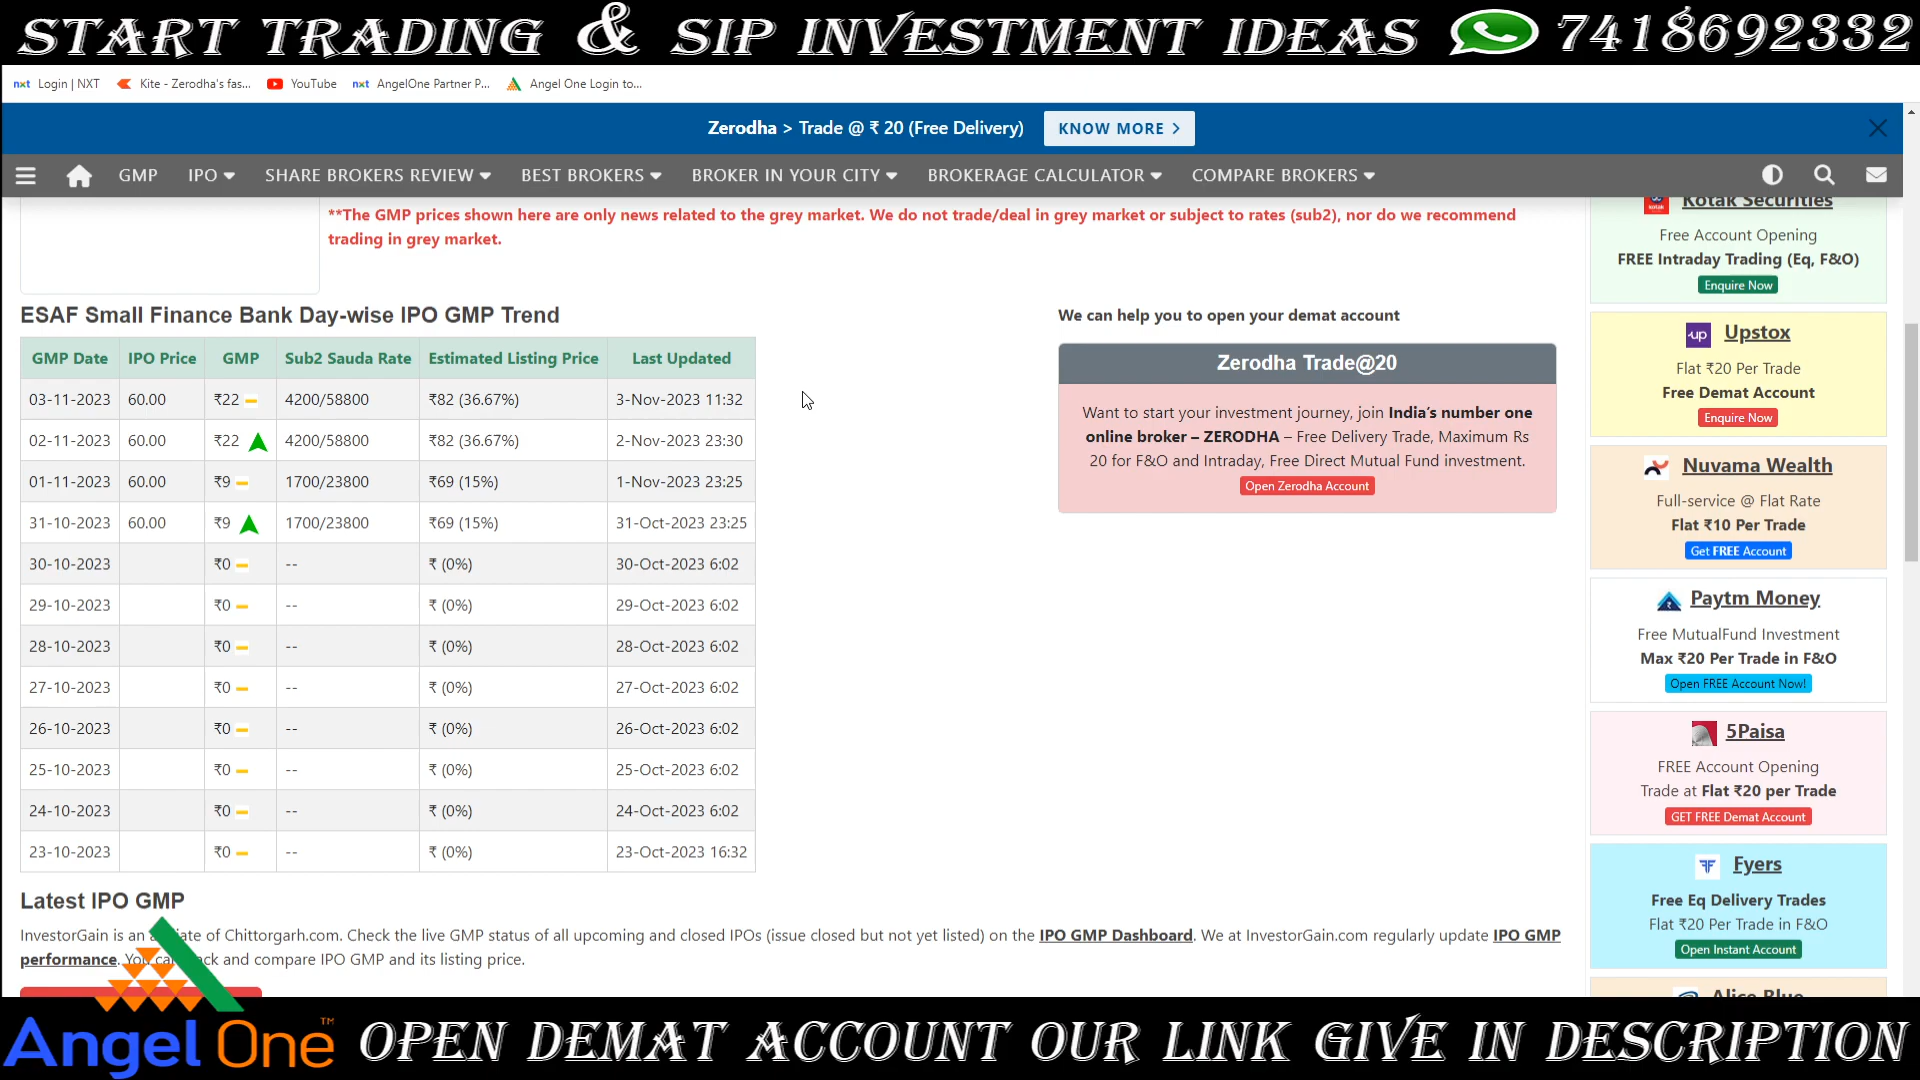 START TRADING & SIP INVESTMENT IDEAS 7418692332
nxt Login | NXT Kite - Zerodha's fas... YouTube nxt AngelOne Partner P... Angel One Login to...
Zerodha > Trade @ ₹ 20 (Free Delivery) KNOW MORE >
GMP IPO SHARE BROKERS REVIEW BEST BROKERS BROKER IN YOUR CITY BROKERAGE CALCULATOR COMPARE BROKERS
**The GMP prices shown here are only news related to the grey market. We do not trade/deal in grey market or subject to rates (sub2), nor do we recommend
trading in grey market.
ESAF Small Finance Bank Day-wise IPO GMP Trend
GMP Date IPO Price GMP Sub2 Sauda Rate Estimated Listing Price Last Updated
03-11-2023 60.00 ₹22 4200/58800 ₹82 (36.67%) 3-Nov-2023 11:32
02-11-2023 60.00 ₹22 4200/58800 ₹82 (36.67%) 2-Nov-2023 23:30
01-11-2023 60.00 ₹9 1700/23800 ₹69 (15%) 1-Nov-2023 23:25
31-10-2023 60.00 ₹9 1700/23800 ₹69 (15%) 31-Oct-2023 23:25
30-10-2023 ₹0 -- ₹ (0%) 30-Oct-2023 6:02
29-10-2023 ₹0 -- ₹ (0%) 29-Oct-2023 6:02
28-10-2023 ₹0 -- ₹ (0%) 28-Oct-2023 6:02
27-10-2023 ₹0 -- ₹ (0%) 27-Oct-2023 6:02
26-10-2023 ₹0 -- ₹ (0%) 26-Oct-2023 6:02
25-10-2023 ₹0 -- ₹ (0%) 25-Oct-2023 6:02
24-10-2023 ₹0 -- ₹ (0%) 24-Oct-2023 6:02
23-10-2023 ₹0 -- ₹ (0%) 23-Oct-2023 16:32
We can help you to open your demat account
Zerodha Trade@20
Want to start your investment journey, join India's number one
online broker – ZERODHA – Free Delivery Trade, Maximum Rs
20 for F&O and Intraday, Free Direct Mutual Fund investment.
Open Zerodha Account
Latest IPO GMP
InvestorGain is an of Chittorgarh.com. Check the live GMP status of all upcoming and closed IPOs (issue closed but not yet listed) on the IPO GMP Dashboard. We at InvestorGain.com regularly update IPO GMP
performance. You and compare IPO GMP and its listing price.
kotak Kotak Securities
Free Account Opening
FREE Intraday Trading (Eq, F&O)
Enquire Now
up Upstox
Flat ₹20 Per Trade
Free Demat Account
Enquire Now
Nuvama Wealth
Full-service @ Flat Rate
Flat ₹10 Per Trade
Get FREE Account
Paytm Money
Free MutualFund Investment
Max ₹20 Per Trade in F&O
Open FREE Account Now!
5Paisa
FREE Account Opening
Trade at Flat ₹20 per Trade
GET FREE Demat Account
Fyers
Free Eq Delivery Trades
Flat ₹20 Per Trade in F&O
Open Instant Account
Alice Blue
Angel One™ OPEN DEMAT ACCOUNT OUR LINK GIVE IN DESCRIPTION